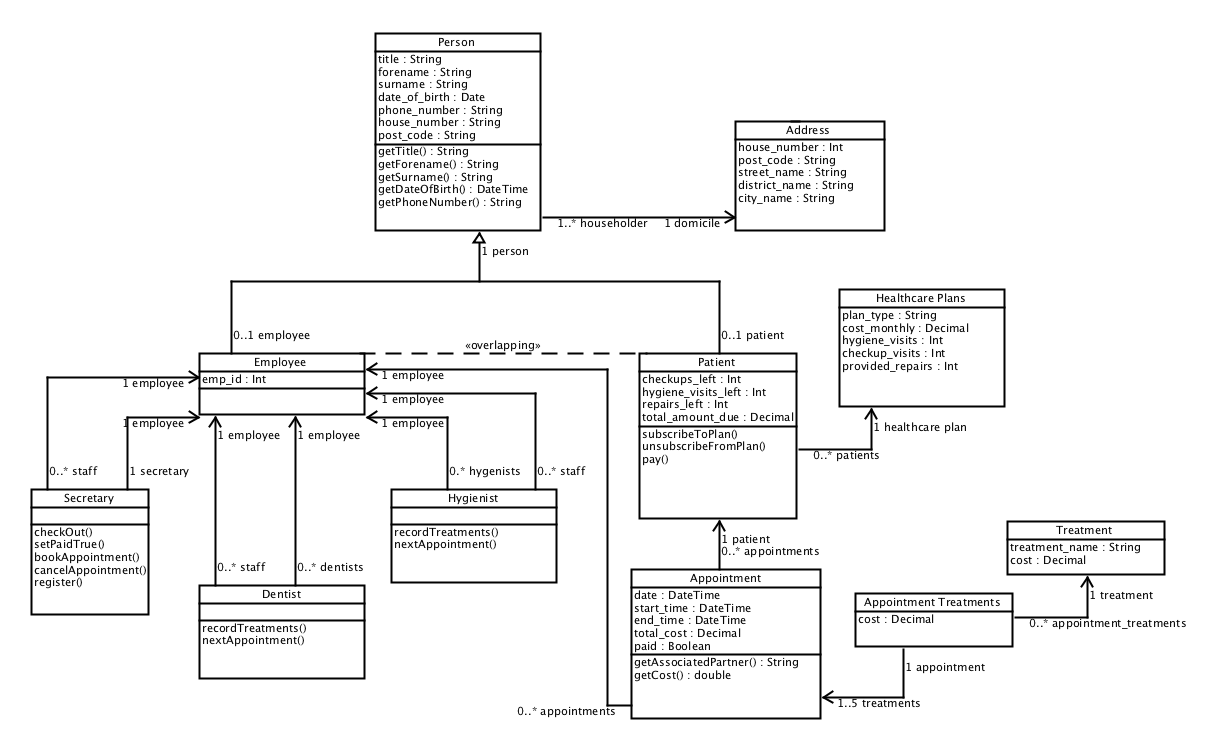 Person
title : String
forename : String
surname : String
date_of_birth : Date
phone_number : String
house_number : String
post_code : String
getTitle() : String
getForename() : String
getSurname() : String
getDateOfBirth() : DateTime
getPhoneNumber() : String
Address
house_number : Int
post_code : String
street_name : String
district_name : String
city_name : String
1..* householder
1 domicile
1 person
0..1 employee
0..1 patient
«overlapping»
Healthcare Plans
plan_type : String
cost_monthly : Decimal
hygiene_visits : Int
checkup_visits : Int
provided_repairs : Int
Employee
emp_id : Int
Patient
checkups_left : Int
hygiene_visits_left : Int
repairs_left : Int
total_amount_due : Decimal
subscribeToPlan()
unsubscribeFromPlan()
pay()
1 healthcare plan
0..* patients
1 employee
1 employee
1 employee
1 employee
1 employee
1 employee
1 employee
0..* staff
1 secretary
0.* hygenists
0..* staff
Secretary
checkOut()
setPaidTrue()
bookAppointment()
cancelAppointment()
register()
Hygienist
recordTreatments()
nextAppointment()
0..* staff
0..* dentists
Dentist
recordTreatments()
nextAppointment()
1 patient
0..* appointments
Appointment
date : DateTime
start_time : DateTime
end_time : DateTime
total_cost : Decimal
paid : Boolean
getAssociatedPartner() : String
getCost() : double
0..* appointments
Treatment
treatment_name : String
cost : Decimal
1 treatment
0..* appointment_treatments
Appointment Treatments
cost : Decimal
1 appointment
1..5 treatments